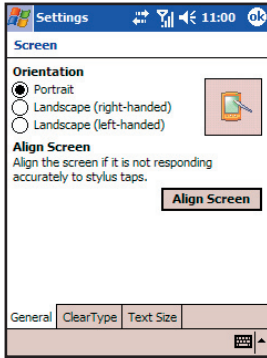 Settings 11:00 ok
Screen
Orientation
Portrait
Landscape (right-handed)
Landscape (left-handed)
Align Screen
Align the screen if it is not responding
accurately to stylus taps.
Align Screen
General ClearType Text Size